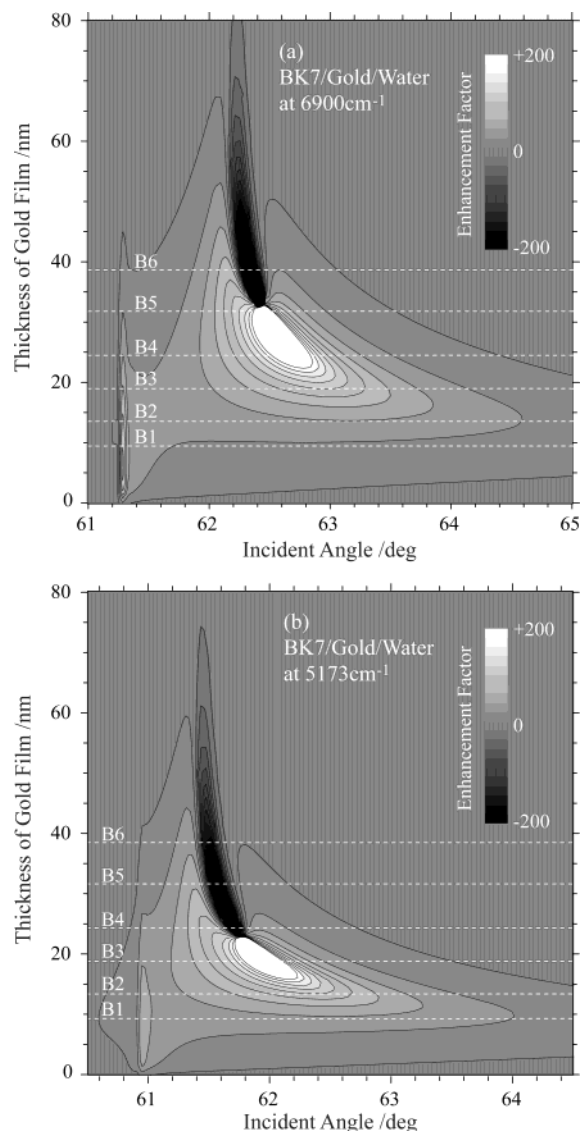 80
(a)
BK7/Gold/Water
at 6900cm-1
Enhancement Factor
+200
0
-200
Thickness of Gold Film /nm
60
40
20
0
B6
B5
B4
B3
B2
B1
61 62 63 64 65
Incident Angle /deg
80
(b)
BK7/Gold/Water
at 5173cm-1
Enhancement Factor
+200
0
-200
Thickness of Gold Film /nm
60
40
20
0
B6
B5
B4
B3
B2
B1
61 62 63 64
Incident Angle /deg